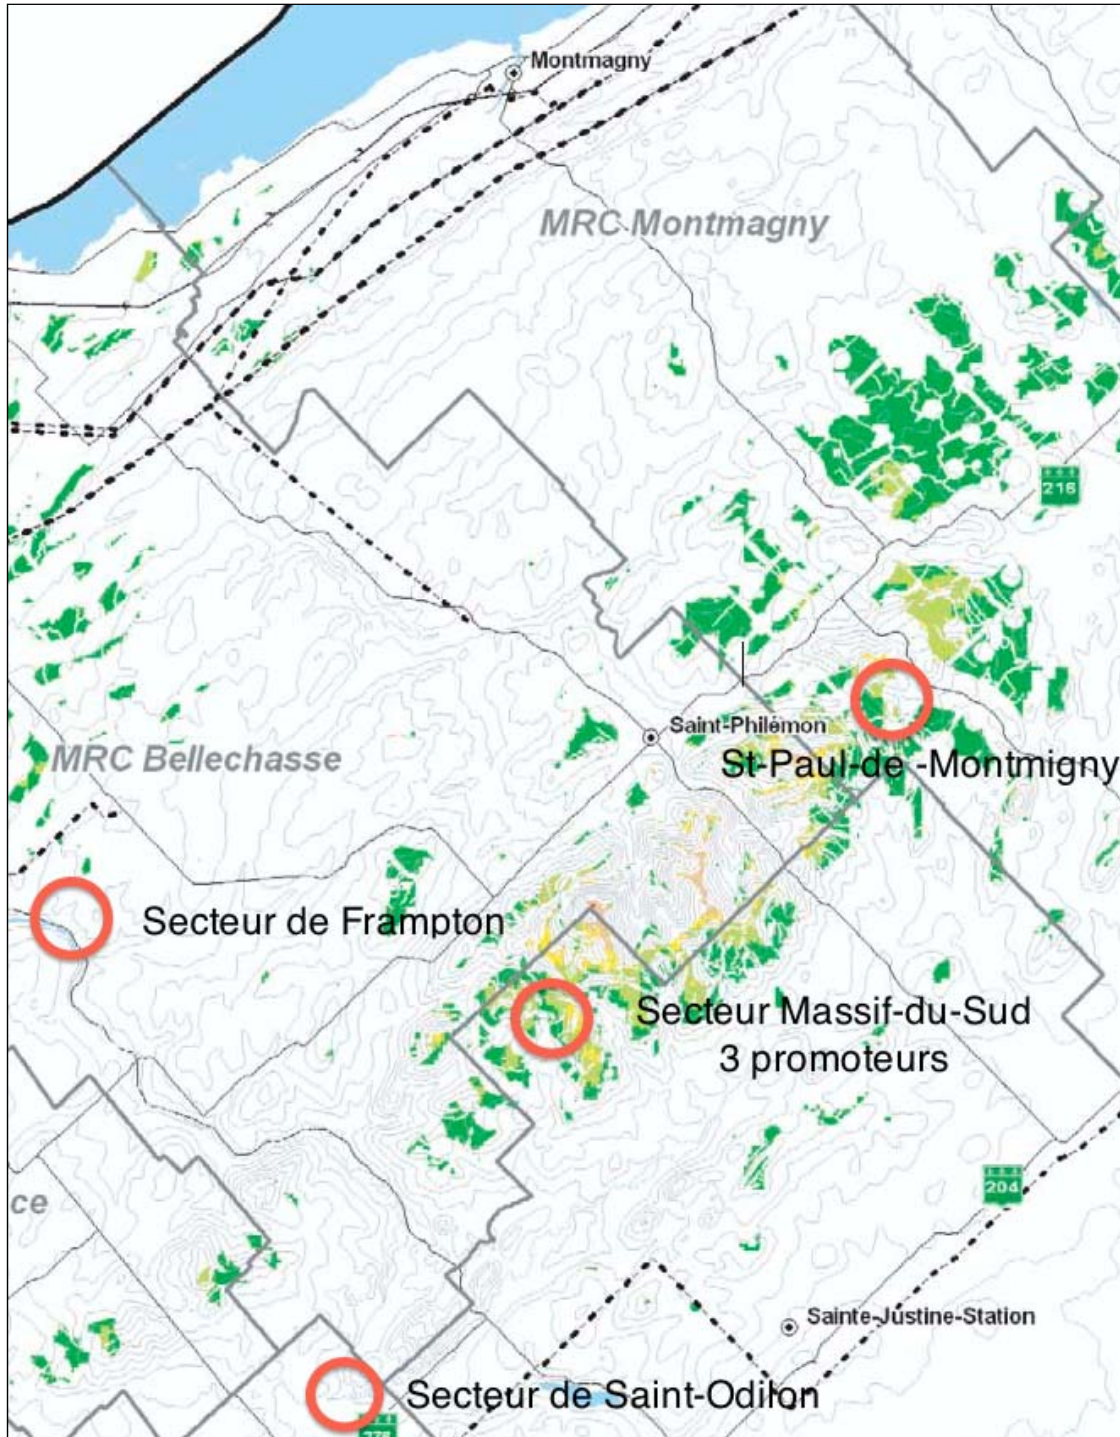 Montmagny
MRC Montmagny
216
Saint-Philémon
St-Paul-de -Montmigny
MRC Bellechasse
Secteur de Frampton
Secteur Massif-du-Sud
3 promoteurs
204
ce
Sainte-Justine-Station
Secteur de Saint-Odilon